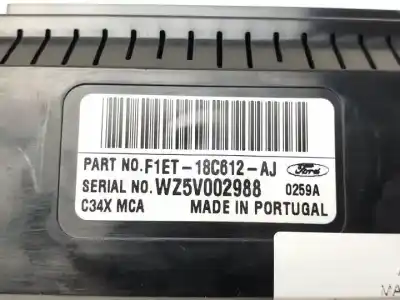 PART NO.F1ET-18C612-AJ Ford
SERIAL NO.WZ5V002988 0259A
C34X MCA MADE IN PORTUGAL